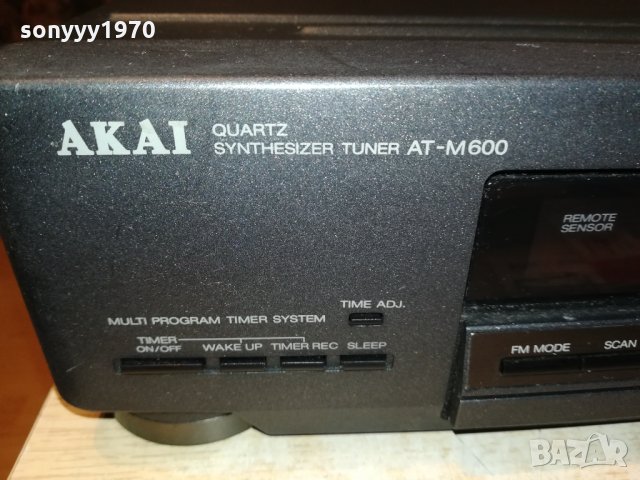 sonyyy1970
AKAI
QUARTZ
SYNTHESIZER TUNER AT-M600
REMOTE
SENSOR
TIME ADJ.
MULTI PROGRAM TIMER SYSTEM
TIMER
ON/OFF WAKE UP TIMER REC SLEEP
FM MODE SCAN
BAZAR